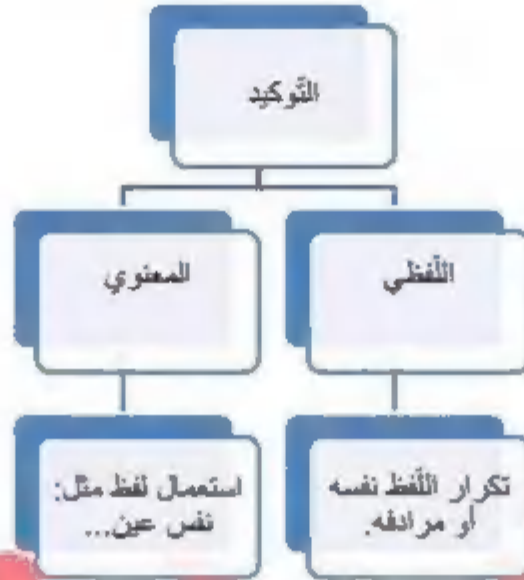 التّوكيد
اللّفظي
المعنوي
تكرار اللّفظ نفسه
أو مرادفه.
استعمال لفظ مثل:
نفس عين...